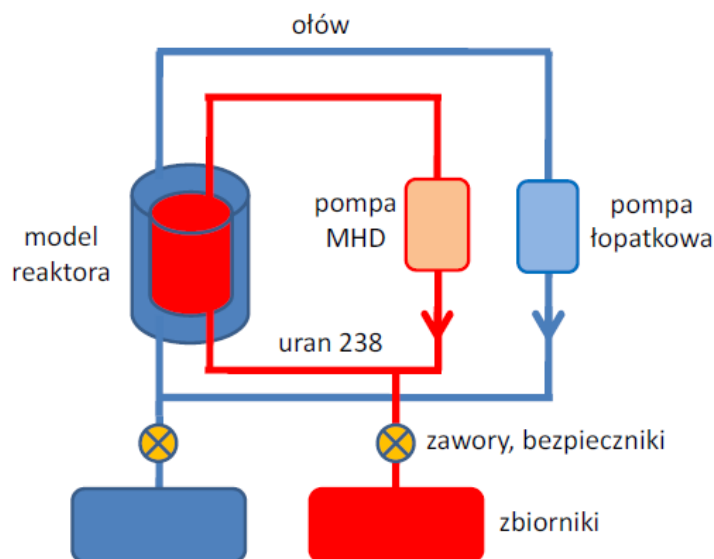 ołów
pompa
MHD
pompa
łopatkowa
model
reaktora
uran 238
zawory, bezpieczniki
zbiorniki